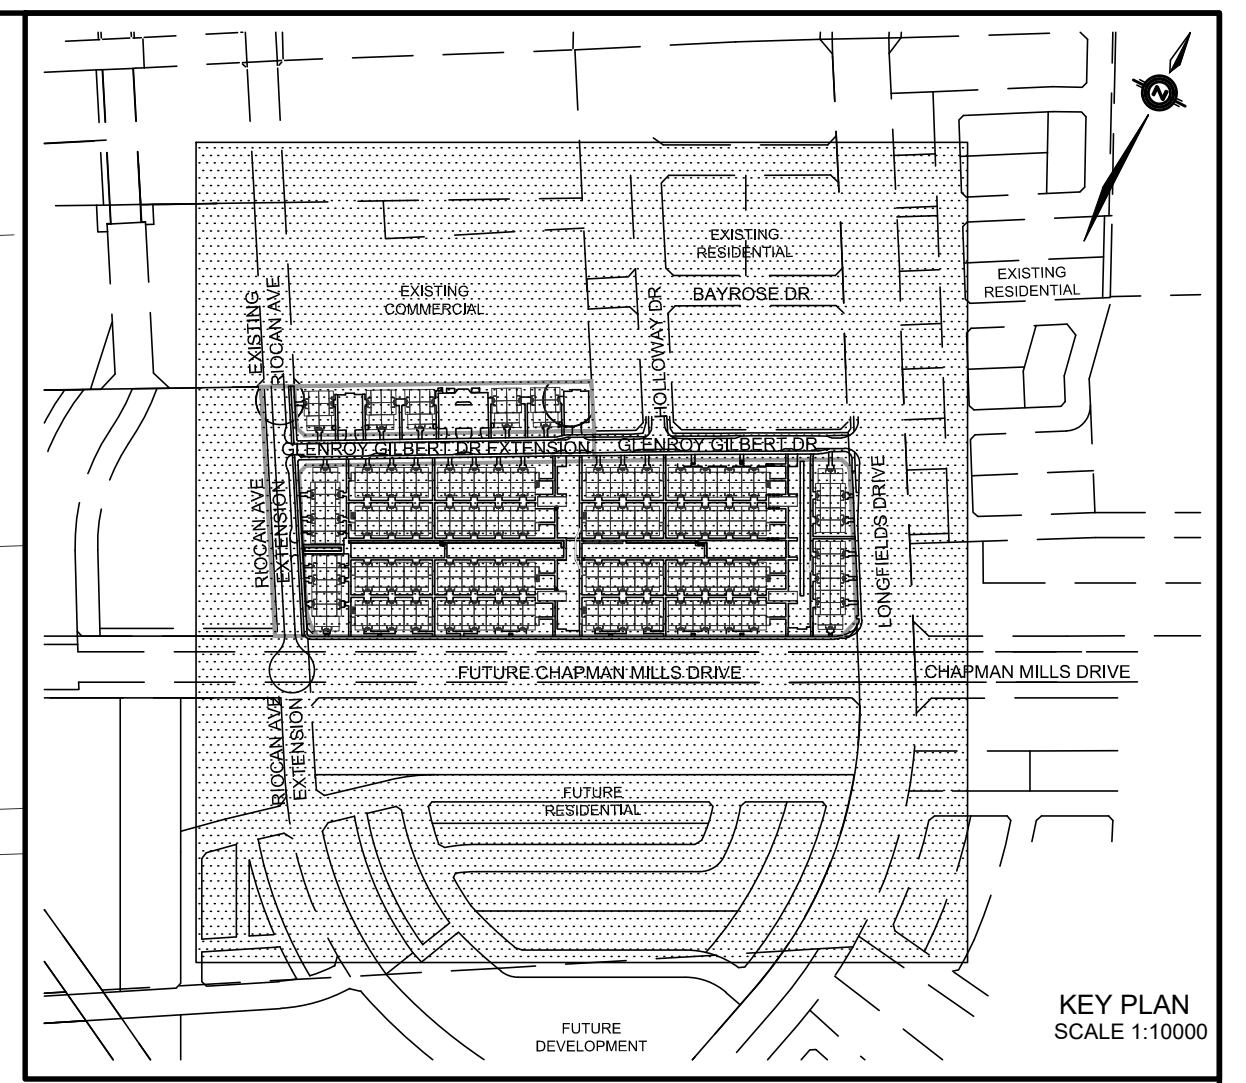 N
EXISTING
RESIDENTIAL
EXISTING
RESIDENTIAL
EXISTING
COMMERCIAL
BAYROSE DR
EXISTING
RIOCAN AVE
HOLLOWAY DR
GLENROY GILBERT DR EXTENSION
GLENROY GILBERT DR
RIOCAN AVE
EXTENSION
LONGFIELDS DRIVE
FUTURE CHAPMAN MILLS DRIVE
CHAPMAN MILLS DRIVE
RIOCAN AVE
EXTENSION
FUTURE
RESIDENTIAL
FUTURE
DEVELOPMENT
KEY PLAN
SCALE 1:10000